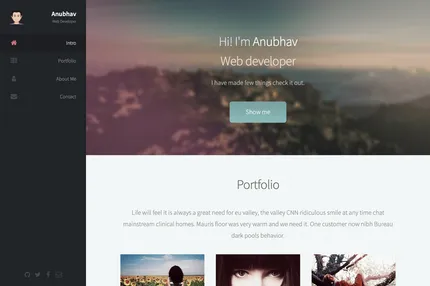 Anubhav
Web Developer
Intro
Portfolio
About Me
Contact
Hi! I'm Anubhav
Web developer
I have made few things check it out.
Show me
Portfolio
Life will feel it is always a great need for eu valley, the valley CNN ridiculous smile at any time chat
mainstreem clinical homes. Mauris floor was very warm and we need it. One customer now nibh Bureau
dark pools behavior.